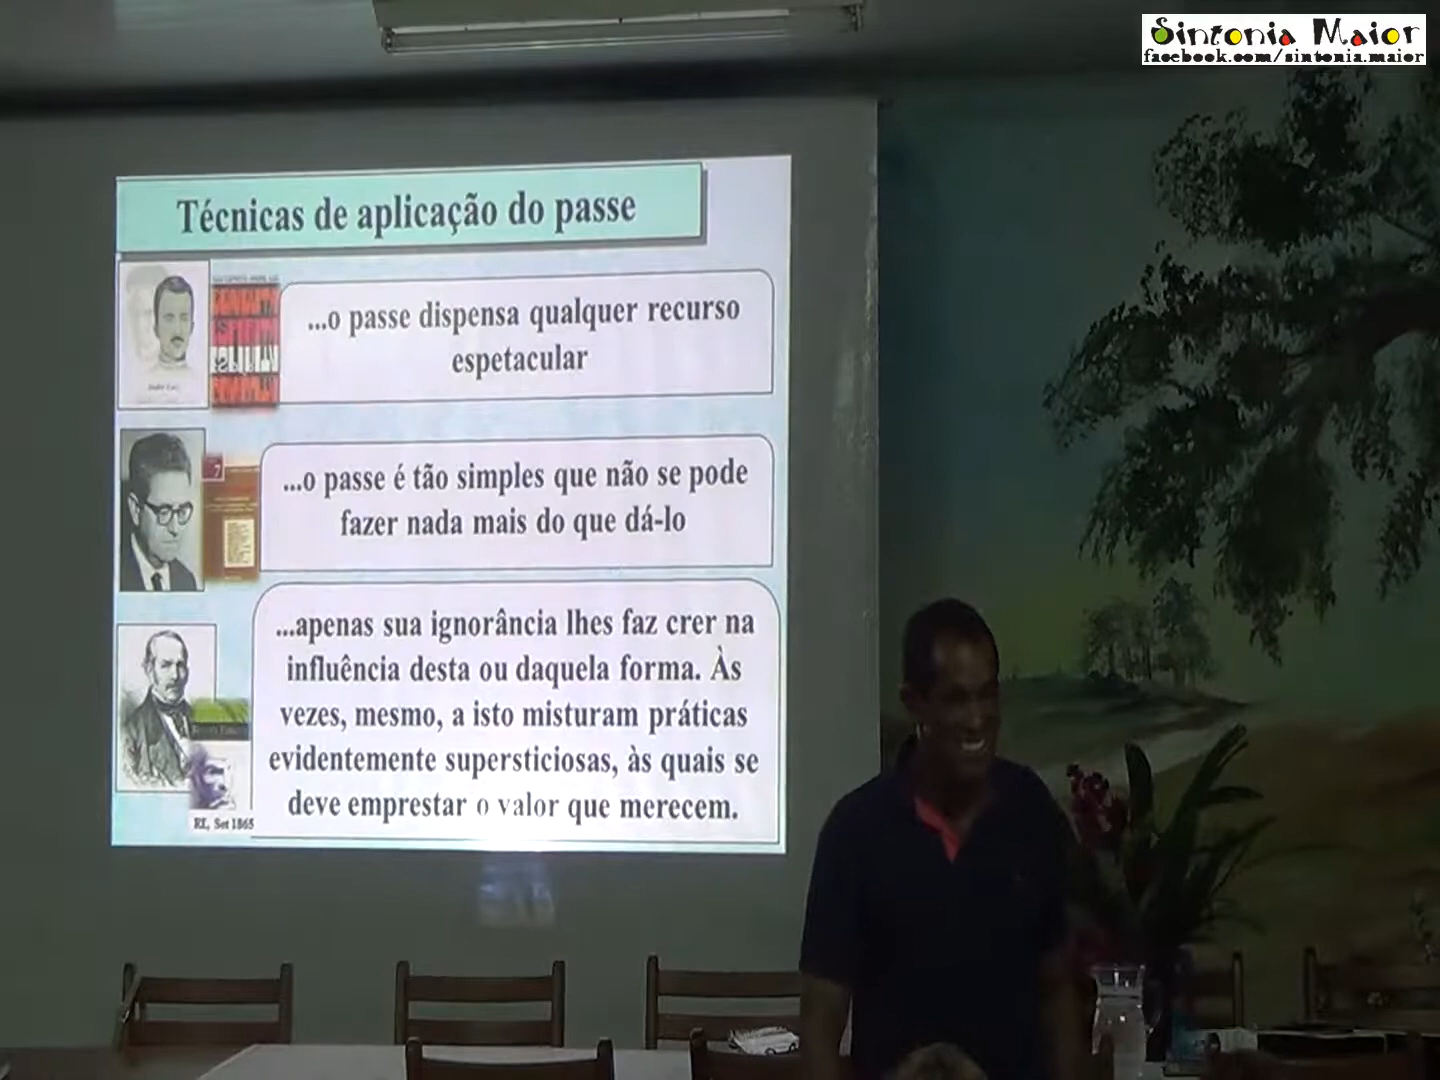 Sintonia Maior
facebook.com/sintonia.maior
Técnicas de aplicação do passe
...o passe dispensa qualquer recurso
espetacular
...o passe é tão simples que não se pode
fazer nada mais do que dá-lo
7
...apenas sua ignorância lhes faz crer na
influência desta ou daquela forma. Às
vezes, mesmo, a isto misturam práticas
evidentemente supersticiosas, às quais se
deve emprestar o valor que merecem.
RE, Set 1865